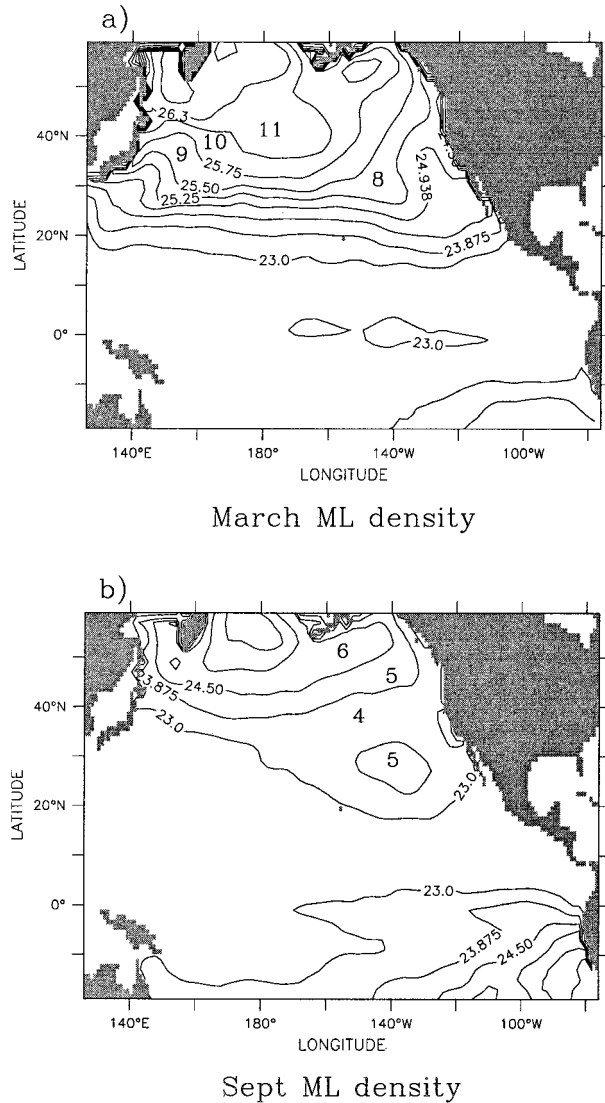 a)
40°N
20°N
0°
LATITUDE
26.3
11
10
9
25.75
8
25.50
25.25
24.938
23.875
23.0
23.0
140°E
180°
140°W
100°W
LONGITUDE
March ML density
b)
40°N
20°N
0°
LATITUDE
6
5
24.50
23.875
4
23.0
5
23.0
23.0
23.875
24.50
140°E
180°
140°W
100°W
LONGITUDE
Sept ML density